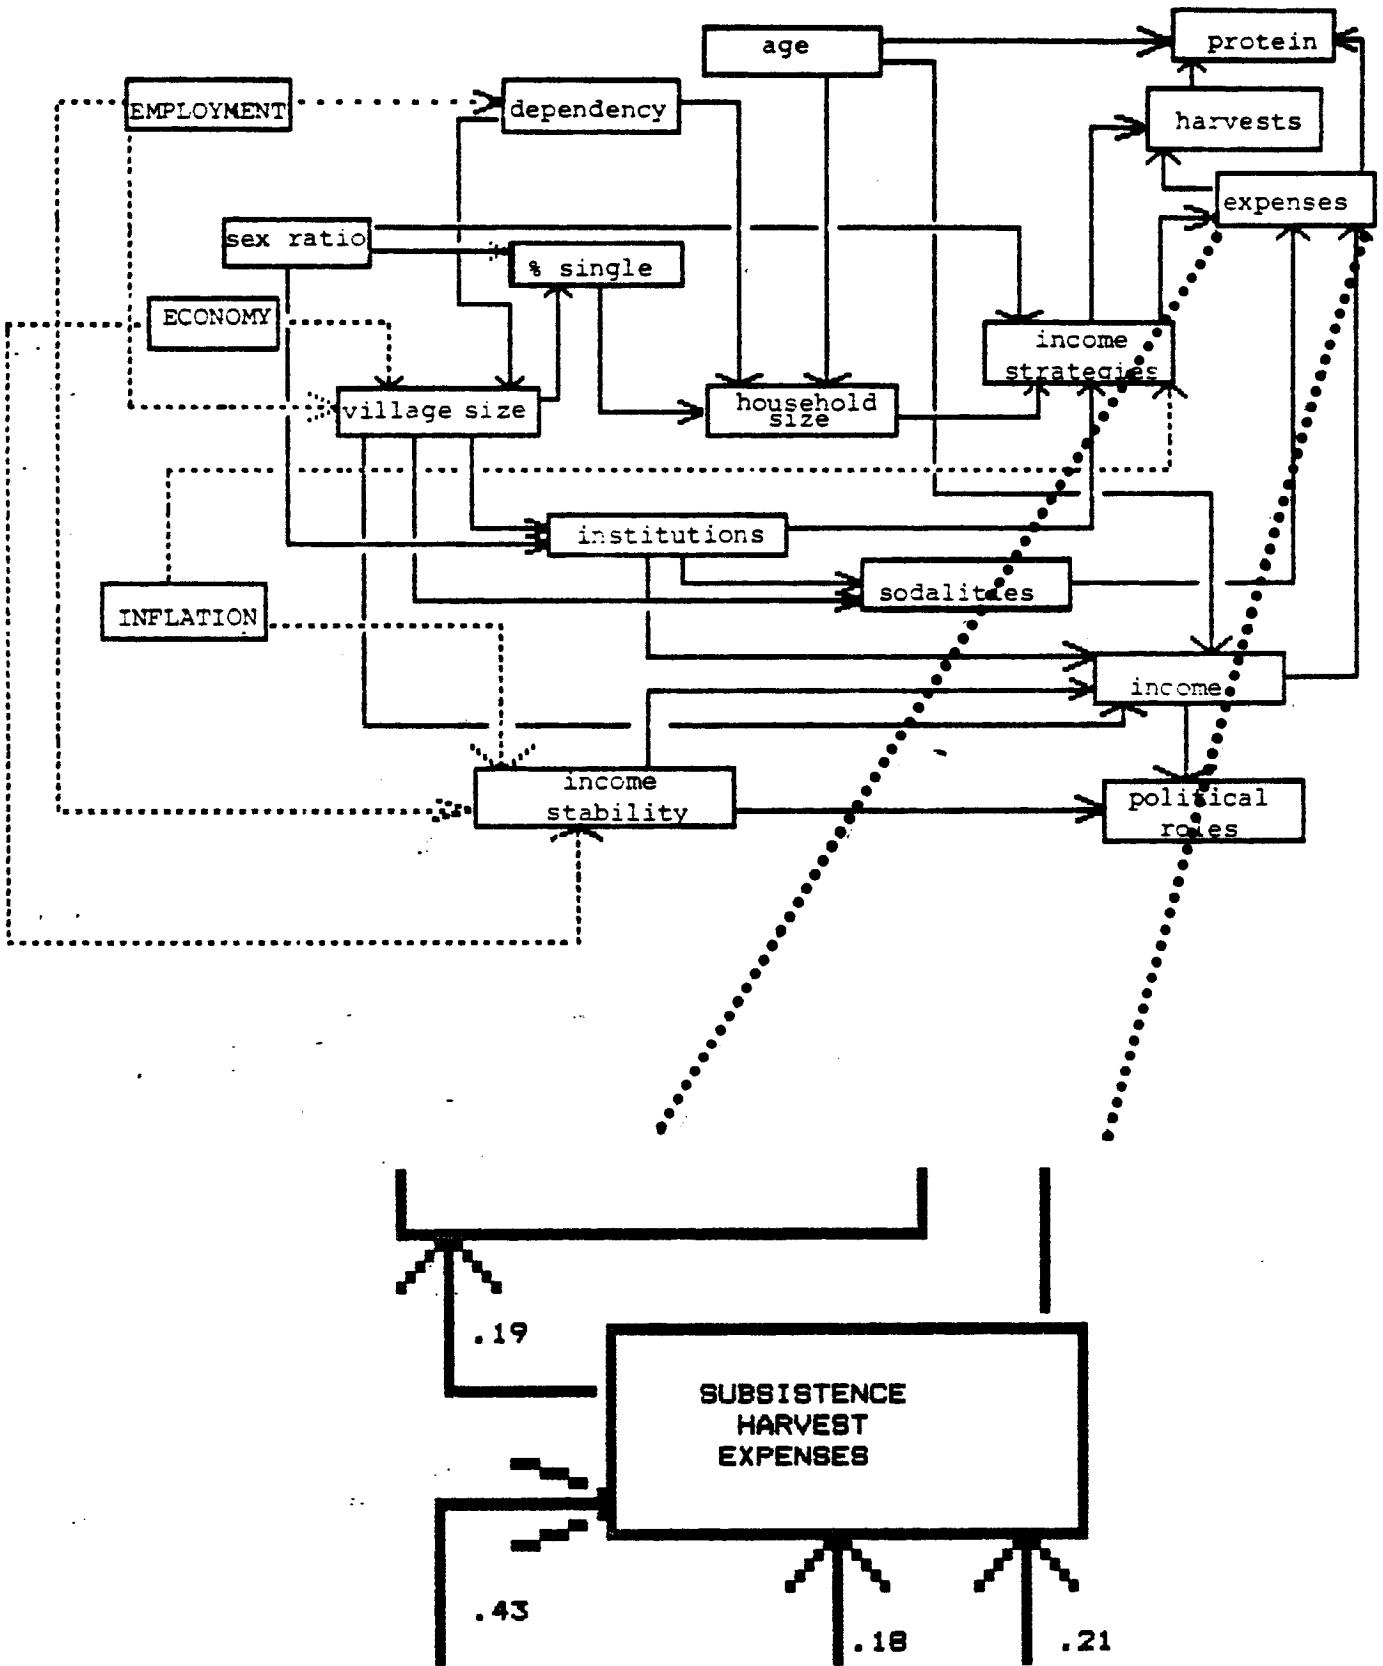 age
protein
EMPLOYMENT
dependency
harvests
expenses
sex ratio
% single
ECONOMY
income
strategies
village size
household
size
institutions
sodalities
INFLATION
income
income
stability
political
roles
.19
SUBSISTENCE
HARVEST
EXPENSES
.43
.18
.21